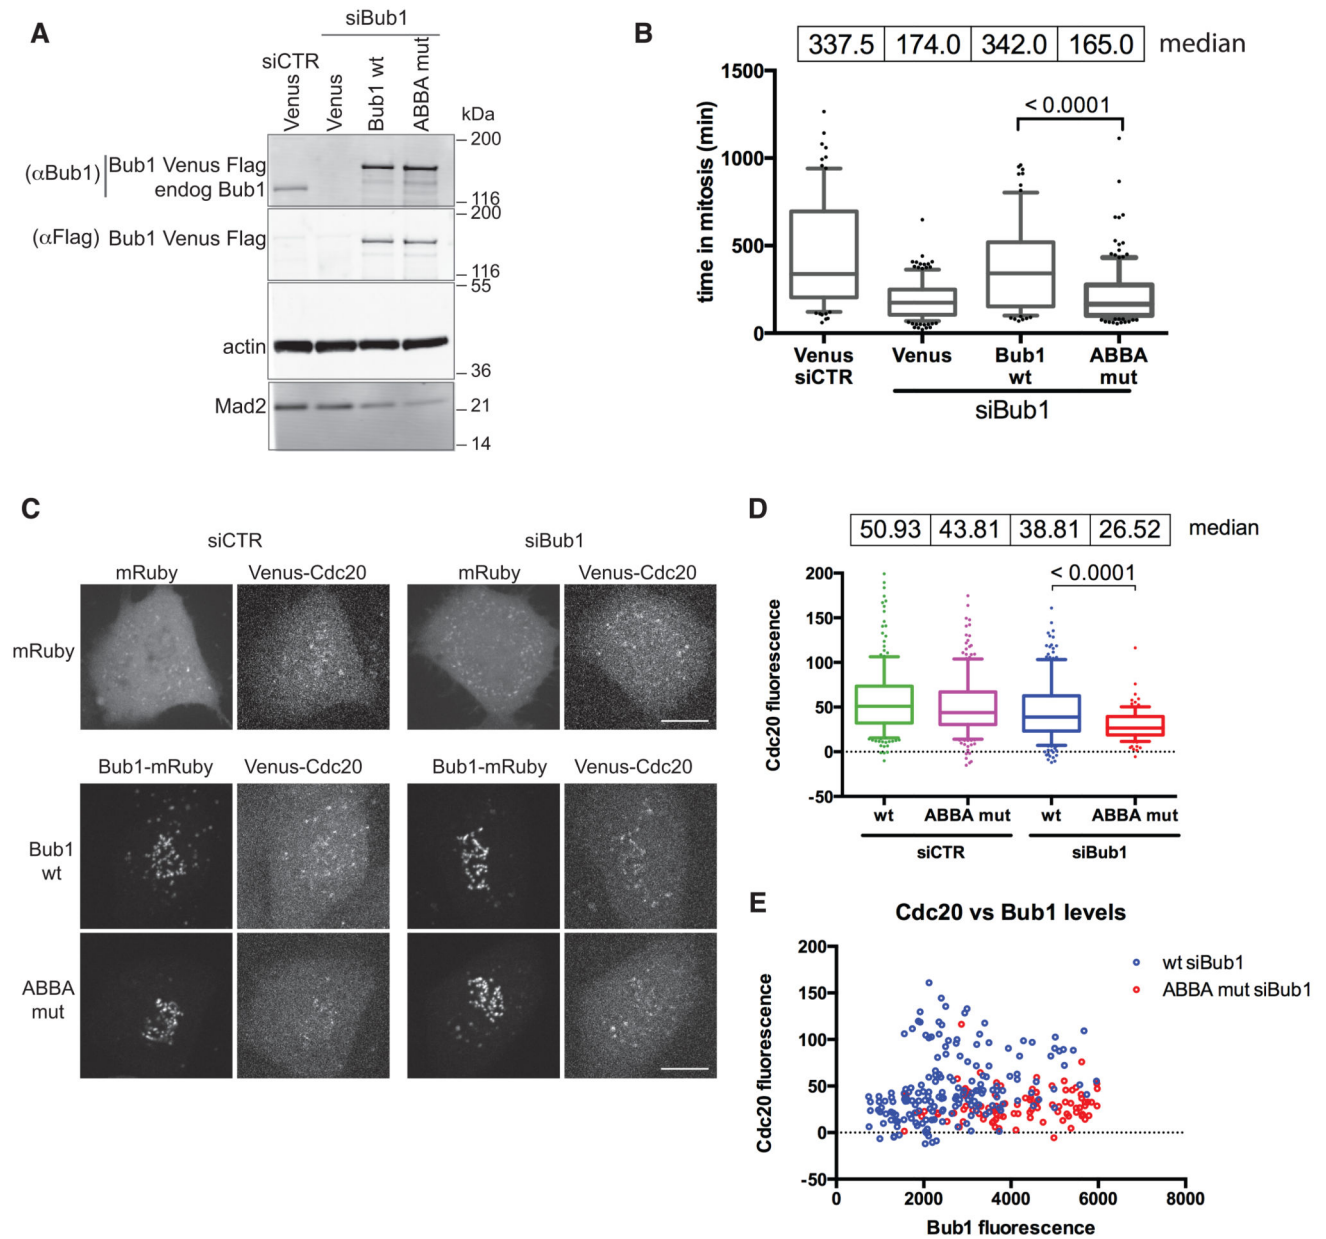 A
siBub1
siCTR
Venus
Venus
Bub1 wt
ABBA mut
kDa
200
(αBub1) Bub1 Venus Flag
endog Bub1
116
200
(αFlag) Bub1 Venus Flag
116
55
actin
36
Mad2
21
14
B
337.5 174.0 342.0 165.0 median
1500
< 0.0001
1000
500
0
time in mitosis (min)
Venus Venus Bub1 ABBA
siCTR wt mut
siBub1
C
siCTR siBub1
mRuby Venus-Cdc20 mRuby Venus-Cdc20
mRuby
Bub1-mRuby Venus-Cdc20 Bub1-mRuby Venus-Cdc20
Bub1
wt
ABBA
mut
D
50.93 43.81 38.81 26.52 median
200
< 0.0001
150
100
50
0
-50
Cdc20 fluorescence
wt ABBA mut wt ABBA mut
siCTR siBub1
E
Cdc20 vs Bub1 levels
200
wt siBub1
ABBA mut siBub1
150
100
50
0
-50
Cdc20 fluorescence
0 2000 4000 6000 8000
Bub1 fluorescence